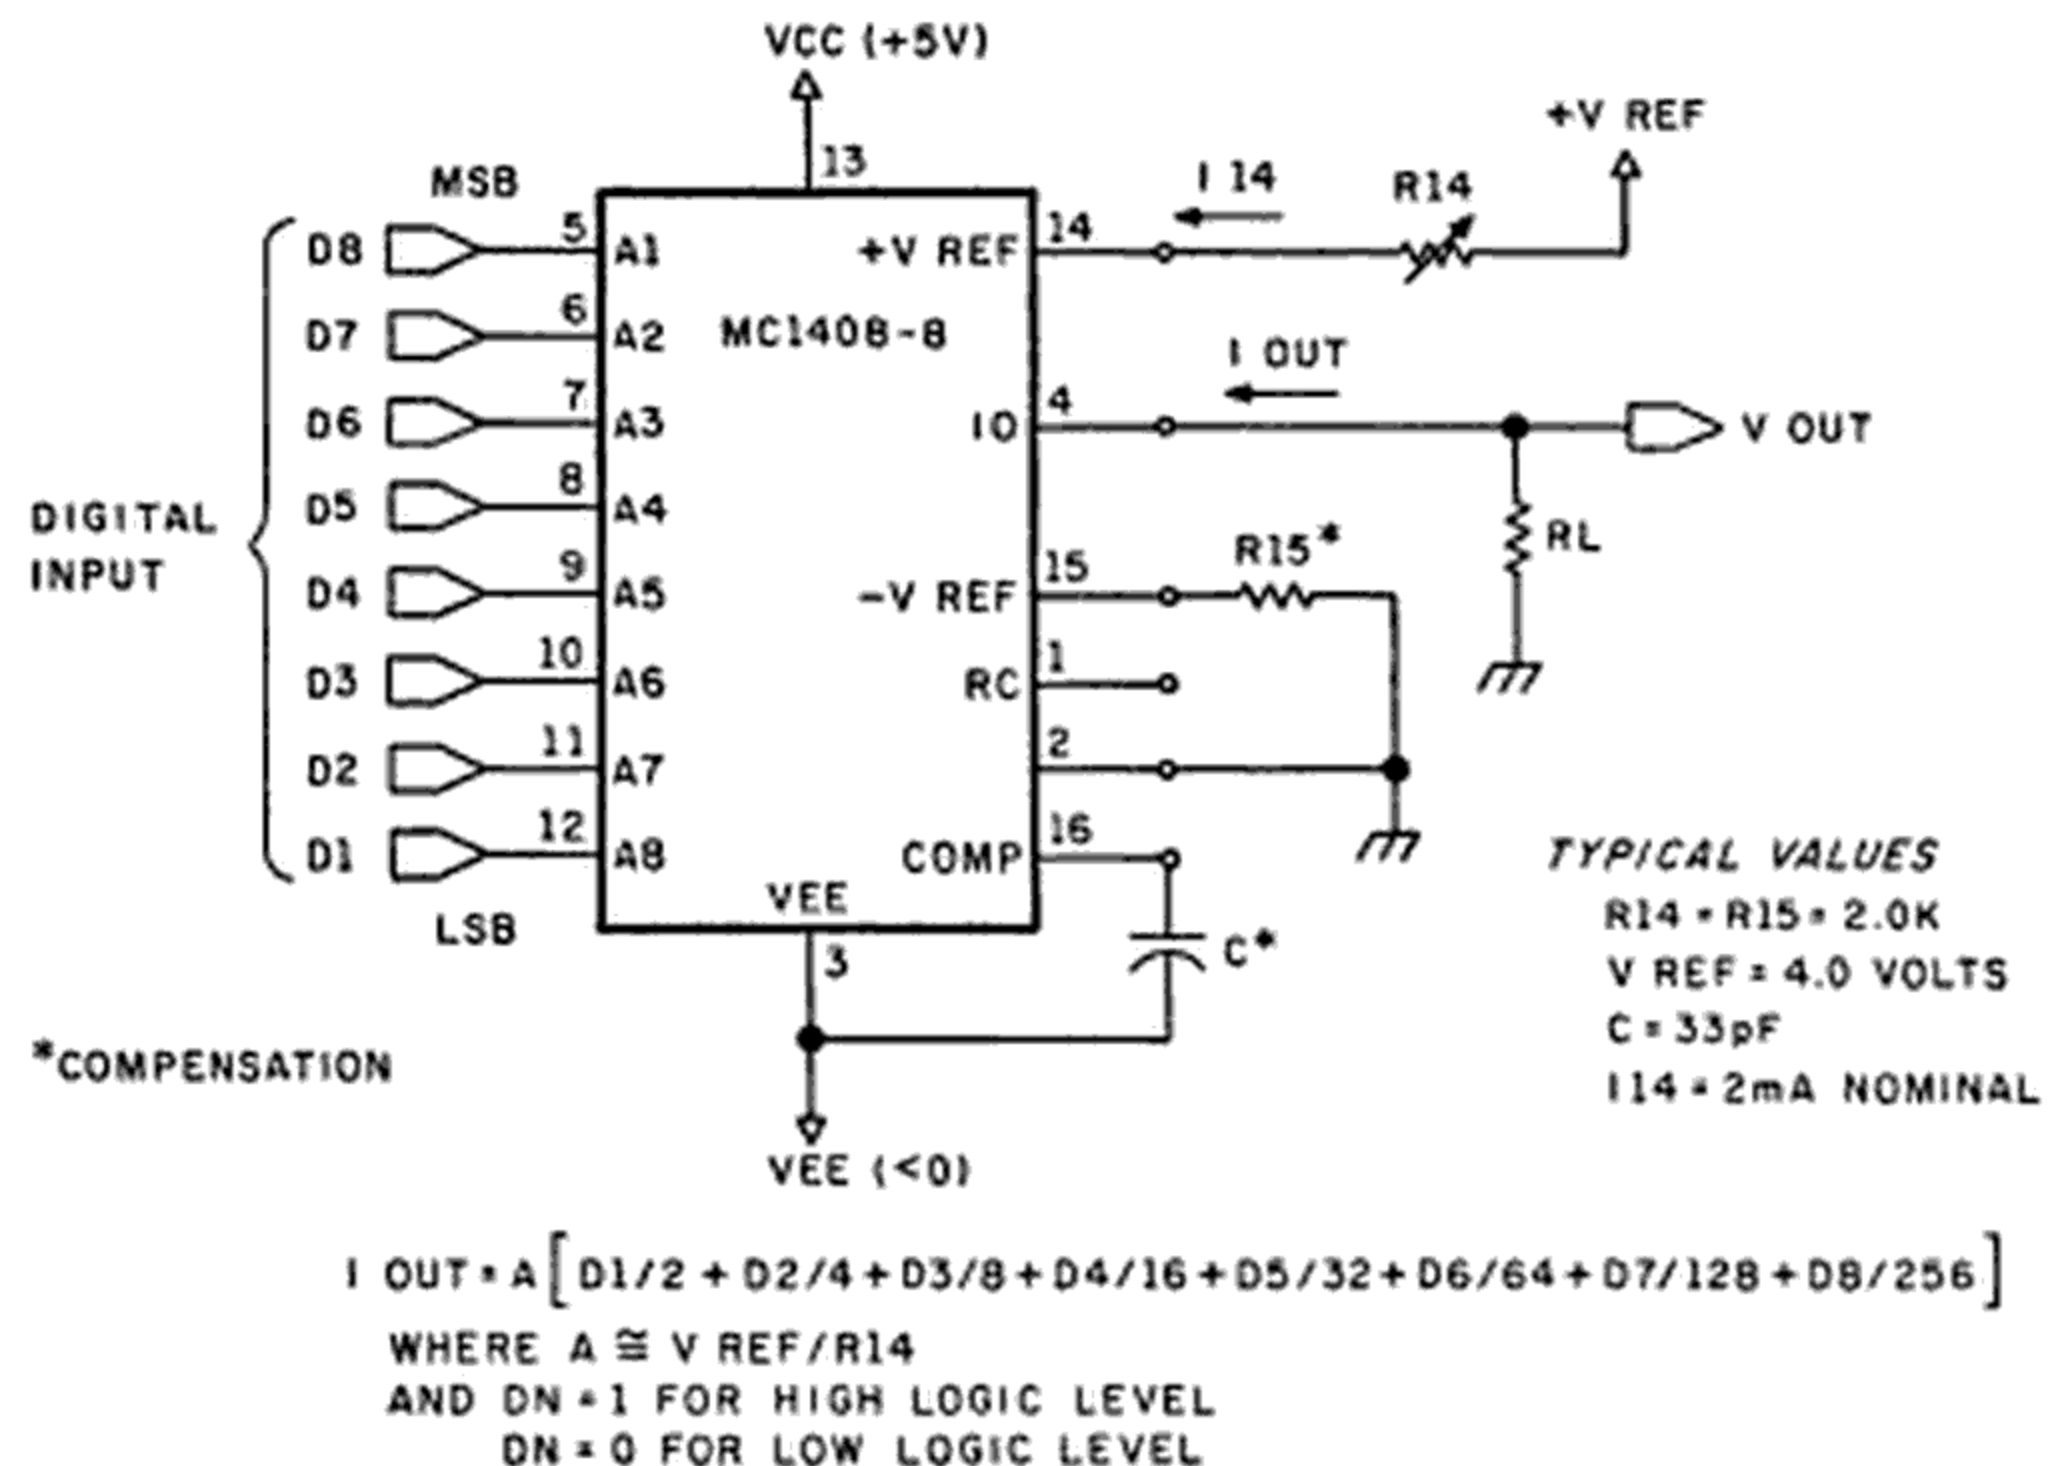 VCC (+5V)
+V REF
13
MSB
I 14
R14
D8
5
A1
+V REF
14
D7
6
A2
MC1408-8
I OUT
D6
7
A3
IO
4
V OUT
D5
8
A4
DIGITAL
INPUT
R15*
RL
D4
9
A5
-V REF
15
D3
10
A6
RC
1
D2
11
A7
2
D1
12
A8
COMP
16
LSB
VEE
3
C*
TYPICAL VALUES
R14 = R15 = 2.0K
V REF = 4.0 VOLTS
C = 33pF
I14 = 2mA NOMINAL
*COMPENSATION
VEE (<0)
I OUT = A [ D1/2 + D2/4 + D3/8 + D4/16 + D5/32 + D6/64 + D7/128 + D8/256 ]
WHERE A ≅ V REF/R14
AND DN = 1 FOR HIGH LOGIC LEVEL
DN = 0 FOR LOW LOGIC LEVEL